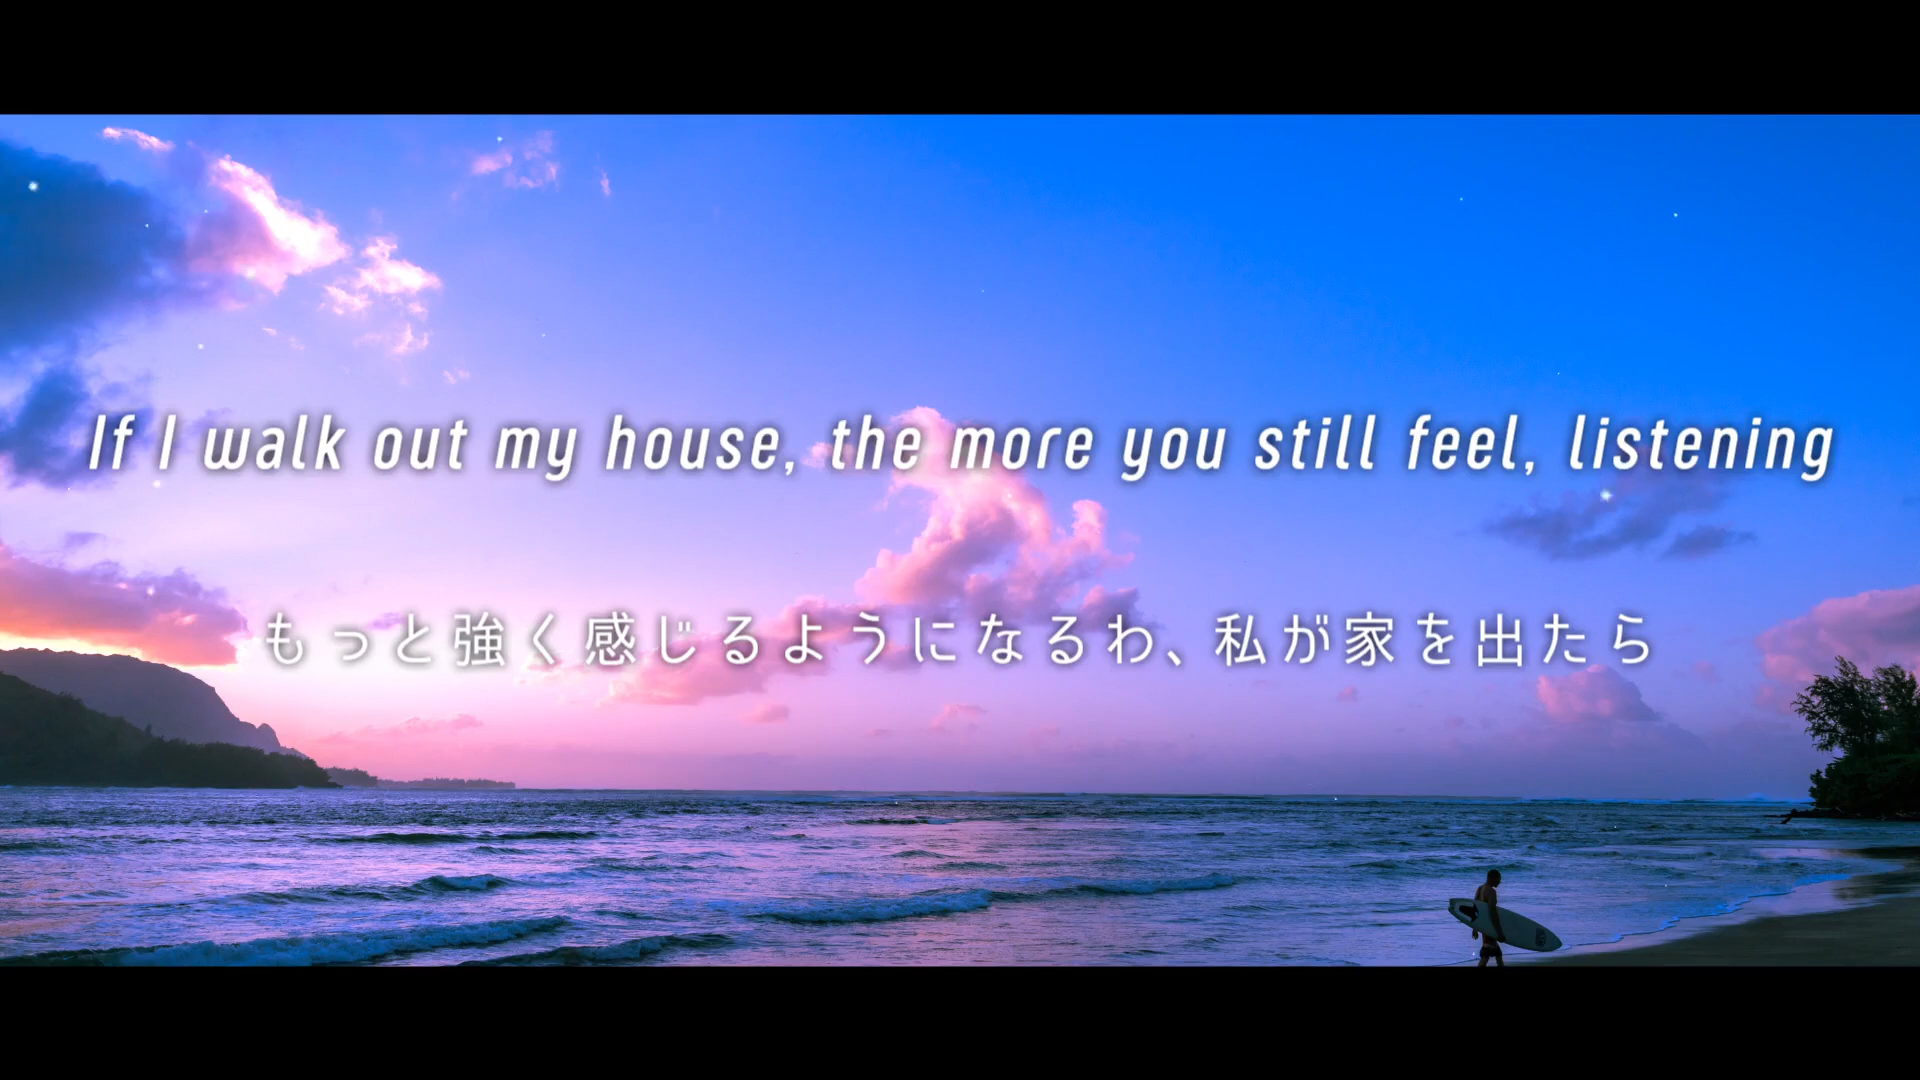 If I walk out my house, the more you still feel, listening
もっと強く感じるようになるわ、私が家を出たら